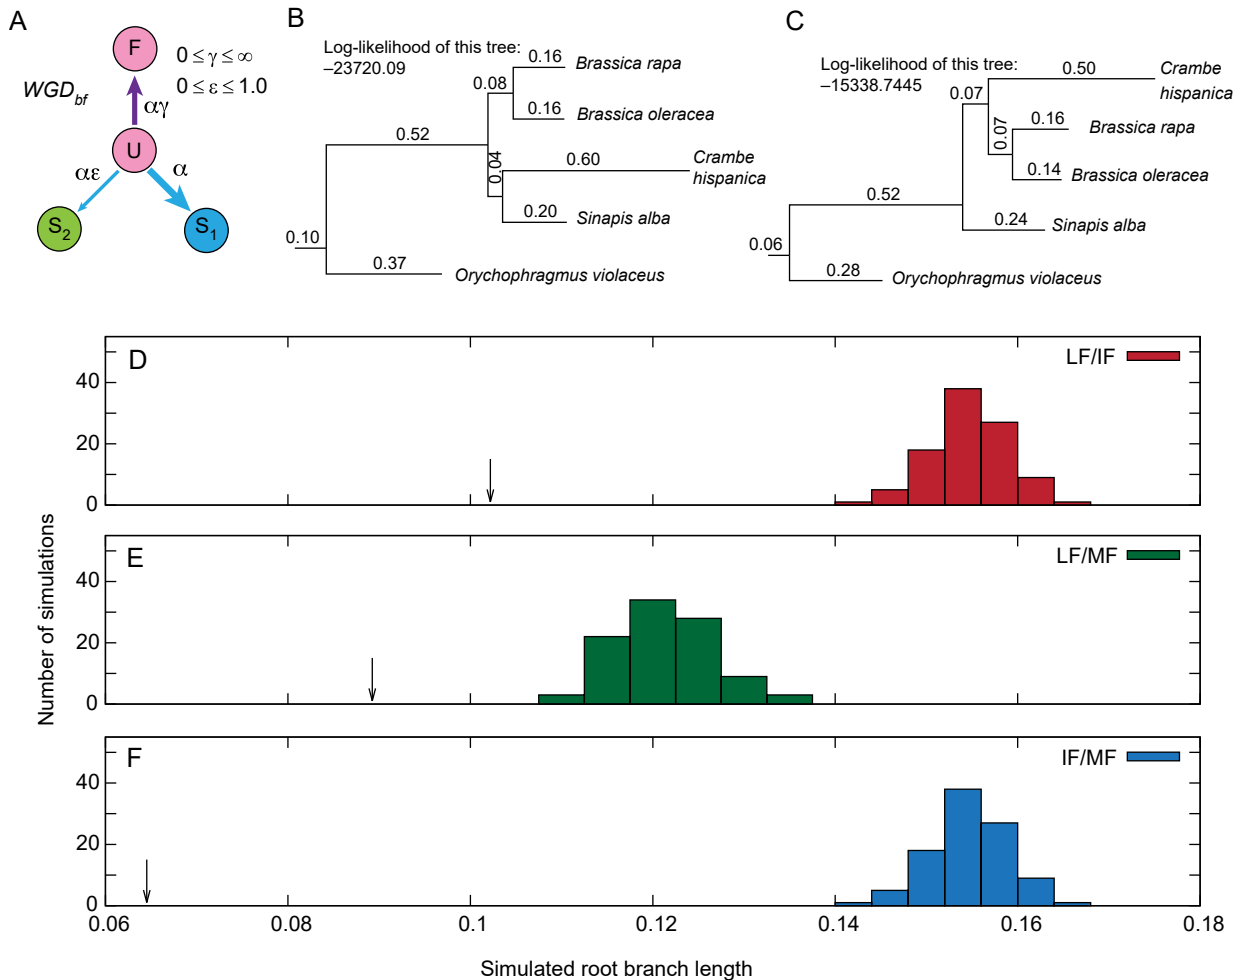 A
F
0 ≤ γ ≤ ∞
0 ≤ ε ≤ 1.0
WGD_bf
αγ
U
αε
α
S_2
S_1
B
Log-likelihood of this tree:
–23720.09
0.16
Brassica rapa
0.08
0.16
Brassica oleracea
0.52
0.04
0.60
Crambe
hispanica
0.20
Sinapis alba
0.10
0.37
Orychophragmus violaceus
C
Log-likelihood of this tree:
–15338.7445
0.50
Crambe
hispanica
0.07
0.16
Brassica rapa
0.07
0.14
Brassica oleracea
0.52
0.24
Sinapis alba
0.06
0.28
Orychophragmus violaceus
D
LF/IF
40
20
0
E
LF/MF
40
20
0
F
IF/MF
40
20
0
Number of simulations
0.06 0.08 0.1 0.12 0.14 0.16 0.18
Simulated root branch length